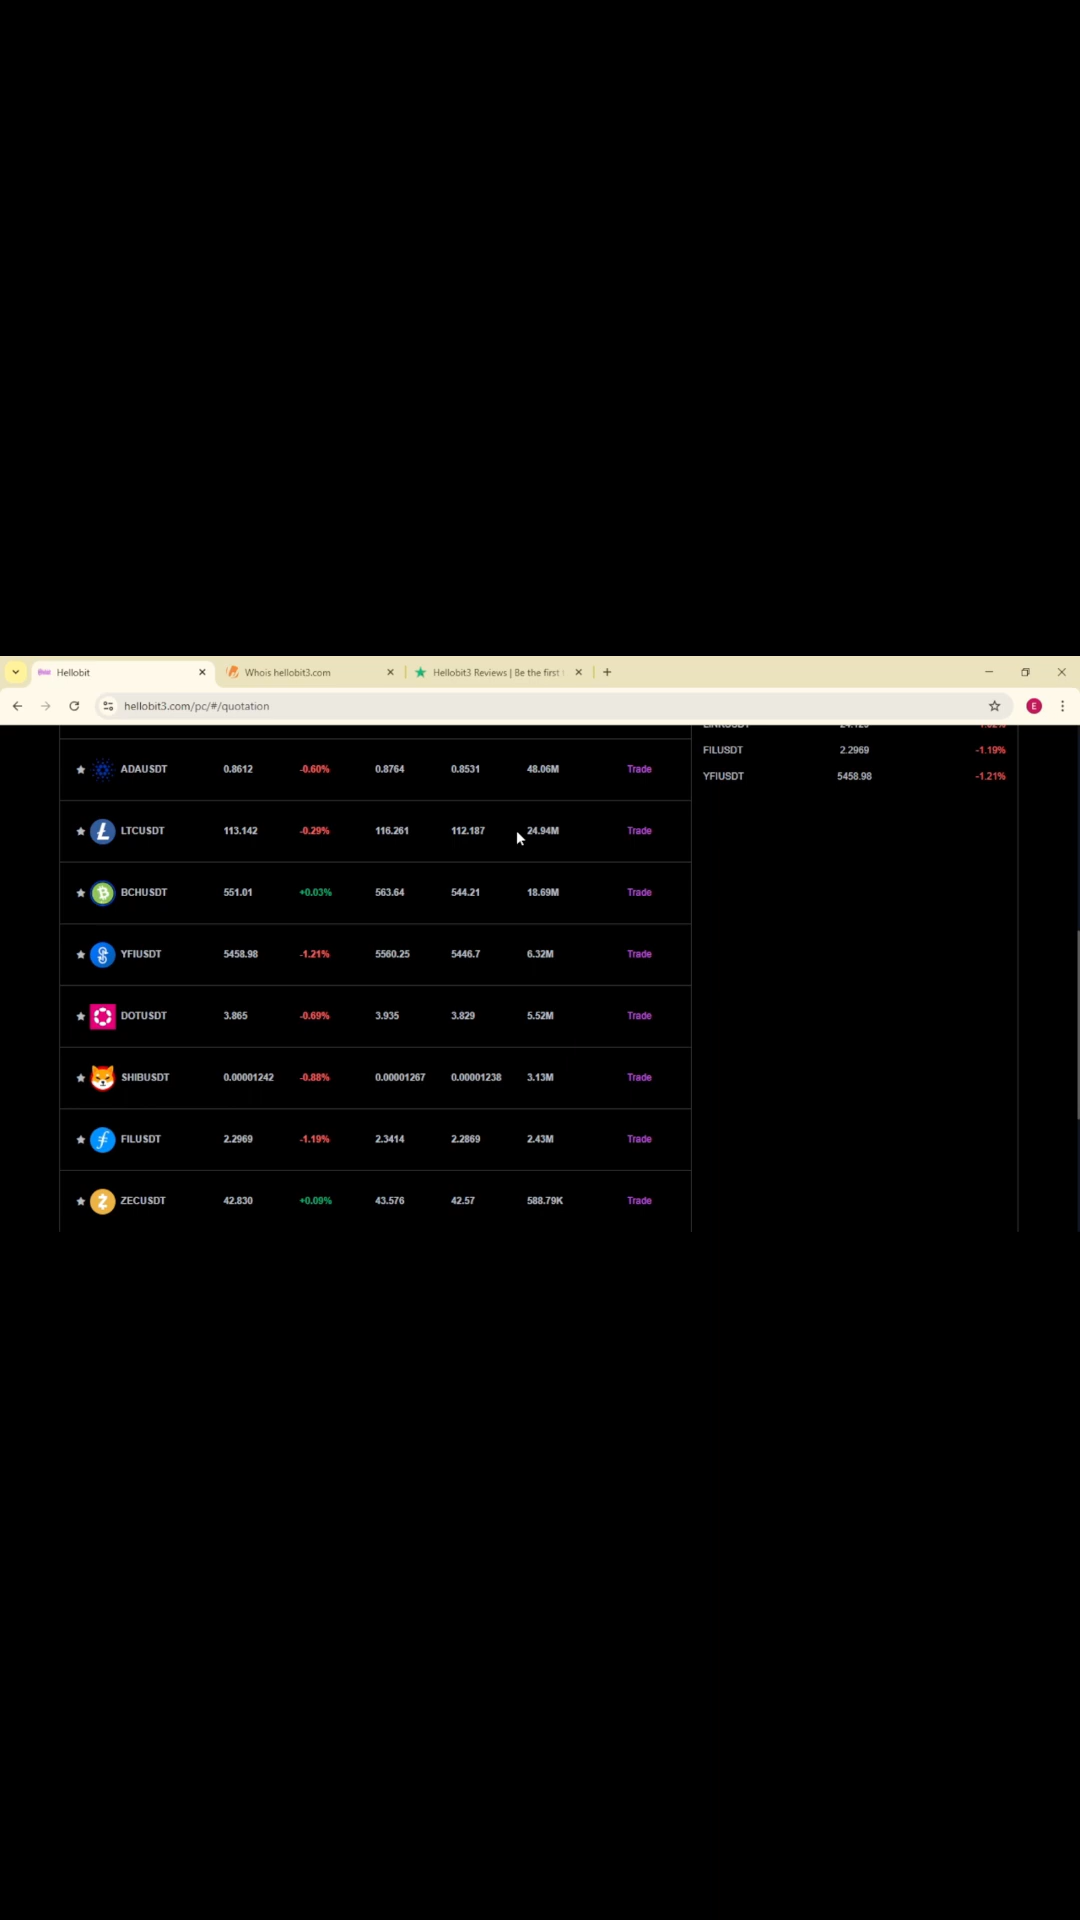 Hellobit
Whois hellobit3.com
Hellobit3 Reviews | Be the first
hellobit3.com/pc/#/quotation
E
FILUSDT 2.2969 -1.19%
YFIUSDT 5458.98 -1.21%
ADAUSDT 0.8612 -0.60% 0.8764 0.8531 48.06M Trade
LTCUSDT 113.142 -0.29% 116.261 112.187 24.94M Trade
BCHUSDT 551.01 +0.03% 563.64 544.21 18.69M Trade
YFIUSDT 5458.98 -1.21% 5560.25 5446.7 6.32M Trade
DOTUSDT 3.865 -0.69% 3.935 3.829 5.52M Trade
SHIBUSDT 0.00001242 -0.88% 0.00001267 0.00001238 3.13M Trade
FILUSDT 2.2969 -1.19% 2.3414 2.2869 2.43M Trade
ZECUSDT 42.830 +0.09% 43.576 42.57 588.79K Trade